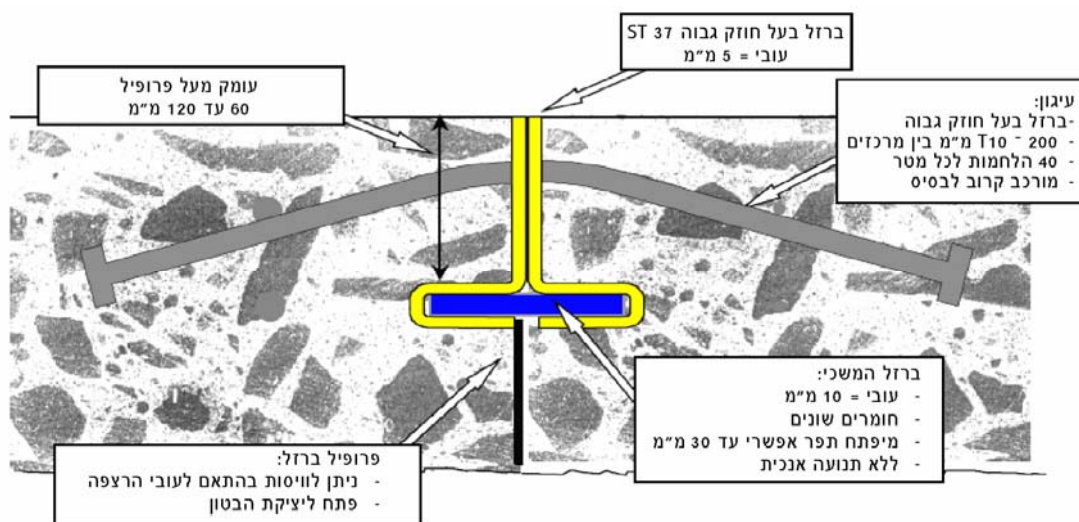 ברזל בעל חוזק גבוה ST 37
עובי = 5 מ"מ
עומק מעל פרופיל
60 עד 120 מ"מ
עיגון:
-ברזל בעל חוזק גבוה
- T10 - 200 מ"מ בין מרכזים
- 40 הלחמות לכל מטר
- מורכב קרוב לבסיס
ברזל המשכי:
- עובי = 10 מ"מ
- חומרים שונים
- מיפתח תפר אפשרי עד 30 מ"מ
- ללא תנועה אנכית
פרופיל ברזל:
- ניתן לוויסות בהתאם לעובי הרצפה
- פתח ליציקת הבטון